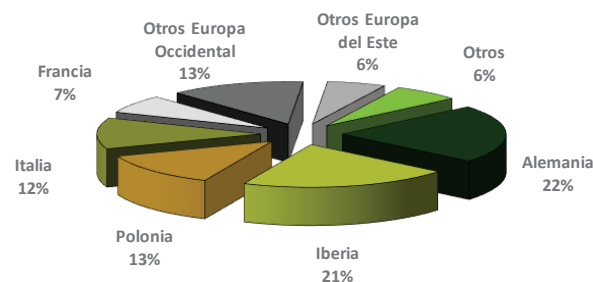 Otros Europa
Occidental
13%
Otros Europa
del Este
6%
Otros
6%
Francia
7%
Alemania
22%
Italia
12%
Polonia
13%
Iberia
21%